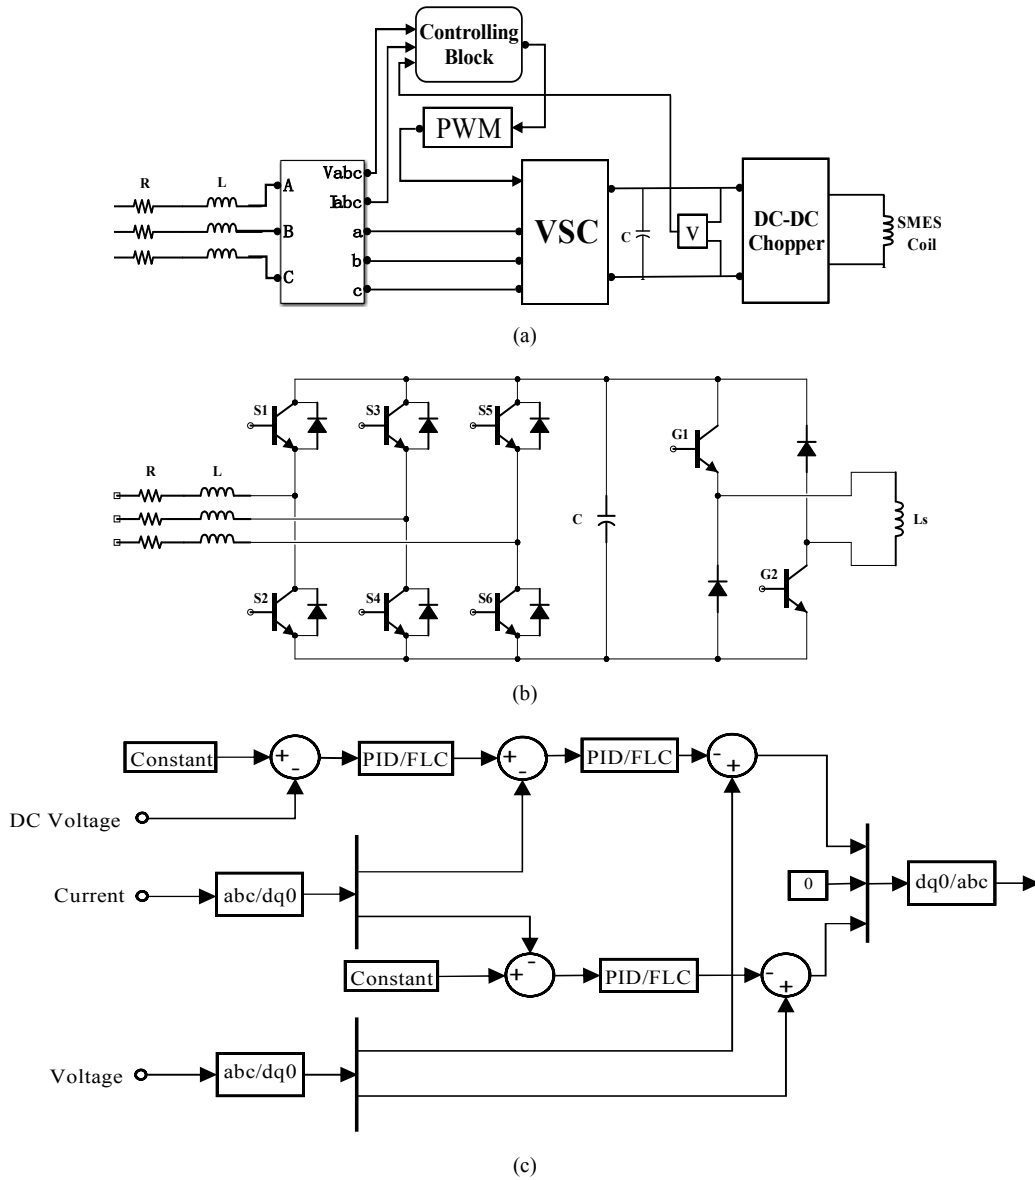 Controlling
Block
PWM
R
L
A
B
C
Vabc
Iabc
a
b
c
VSC
C
V
DC-DC
Chopper
SMES
Coil
(a)
S1
S3
S5
G1
R
L
C
Ls
S2
S4
S6
G2
(b)
Constant
+
-
PID/FLC
+
-
PID/FLC
-
+
DC Voltage
Current
abc/dq0
0
dq0/abc
Constant
+
-
PID/FLC
-
+
Voltage
abc/dq0
(c)